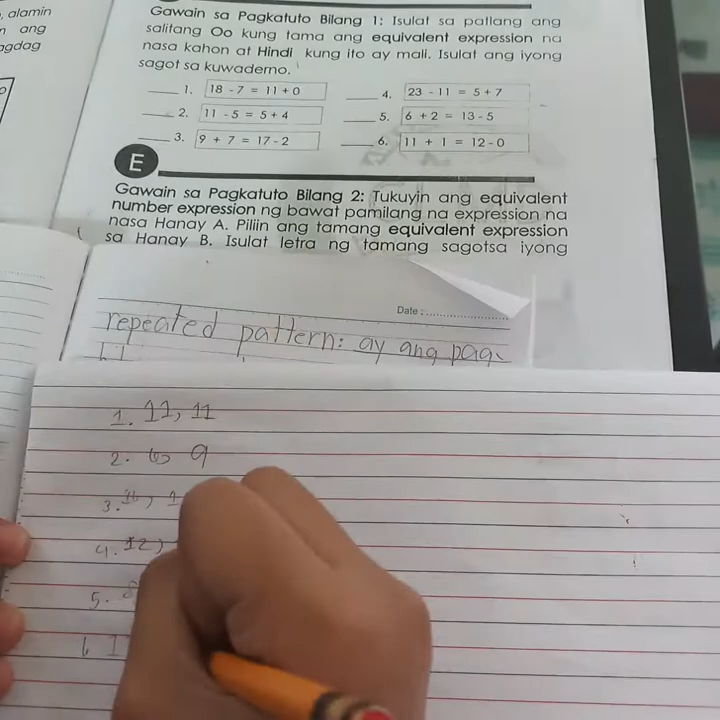 , alamin
ang
agdag
Gawain sa Pagkatuto Bilang 1: Isulat sa patlang ang
salitang Oo kung tama ang equivalent expression na
nasa kahon at Hindi kung ito ay mali. Isulat ang iyong
sagot sa kuwaderno.
1. 18 - 7 = 11 + 0
2. 11 - 5 = 5 + 4
3. 9 + 7 = 17 - 2
4. 23 - 11 = 5 + 7
5. 6 + 2 = 13 - 5
6. 11 + 1 = 12 - 0
E
Gawain sa Pagkatuto Bilang 2: Tukuyin ang equivalent
number expression ng bawat pamilang na expression na
nasa Hanay A. Piliin ang tamang equivalent expression
sa Hanay B. Isulat letra ng tamang sagotsa iyong
Date :
repeated pattern: ay ang pag-
1. 11, 11
2. 6, 9
3. 16, 1
4. 12,
5. 8
6 1